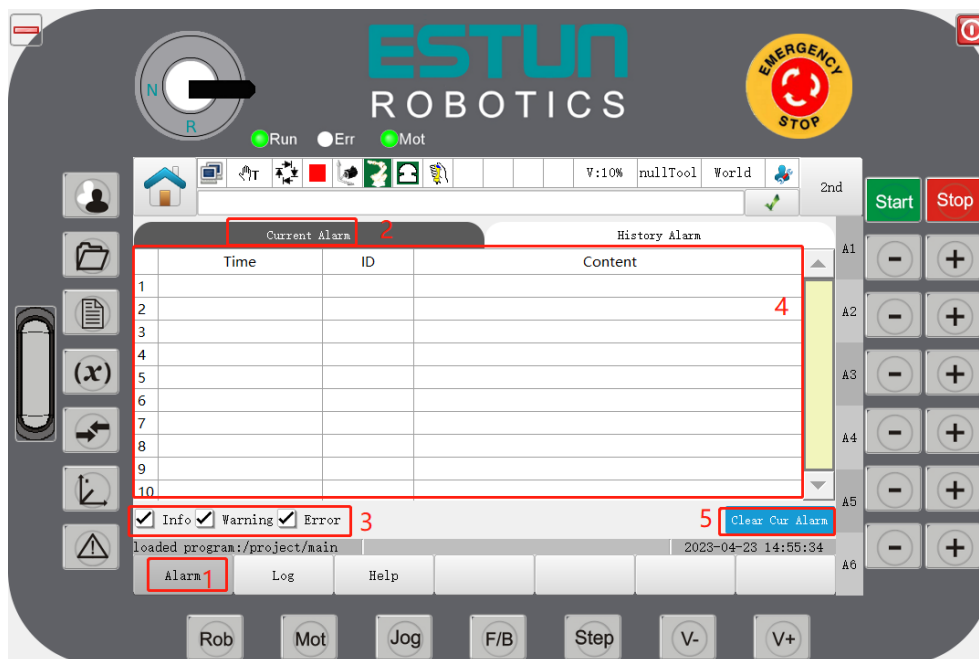 ESTUN
ROBOTICS
EMERGENCY
STOP
N
R
Run Err Mot
T V:10% nullTool World
2nd
Start Stop
Current Alarm 2 History Alarm
Time ID Content
1
2
3
4
5
6
7
8
9
10
4
A1
A2
A3
A4
A5
A6
(x)
Info Warning Error 3
5 Clear Cur Alarm
loaded program:/project/main 2023-04-23 14:55:34
Alarm 1 Log Help
Rob Mot Jog F/B Step V- V+
- +
- +
- +
- +
- +
- +